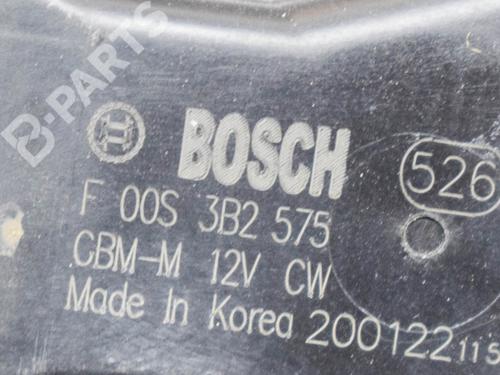 B-PARTS
BOSCH
526
F 00S 3B2 575
CBM-M 12V CW
Made In Korea 200122 115